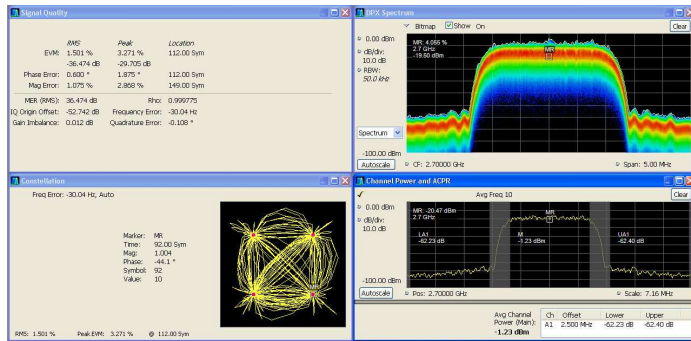 Signal Quality
RMS Peak Location
EVM: 1.501 % 3.271 % 112.00 Sym
-36.474 dB -29.705 dB
Phase Error: 0.600 ° 1.875 ° 112.00 Sym
Mag Error: 1.075 % 2.868 % 149.00 Sym
MER (RMS): 36.474 dB Rho: 0.999775
IQ Origin Offset: -52.742 dB Frequency Error: -30.04 Hz
Gain Imbalance: 0.012 dB Quadrature Error: -0.108 °
DPX Spectrum
Bitmap Show On Clear
0.00 dBm
dB/div:
10.0 dB
RBW:
50.0 kHz
MR: 4.055 %
2.7 GHz
-19.60 dBm
MR
Spectrum
-100.00 dBm
Autoscale CF: 2.70000 GHz Span: 5.00 MHz
Constellation
Freq Error: -30.04 Hz, Auto
Marker: MR
Time: 92.00 Sym
Mag: 1.004
Phase: -44.1 °
Symbol: 92
Value: 10
MR
RMS: 1.501 % Peak EVM: 3.271 % @ 112.00 Sym
Channel Power and ACPR
Avg Freq 10 Clear
0.00 dBm
dB/div:
10.0 dB
MR: -20.47 dBm
2.7 GHz
MR
LA1 M UA1
-62.23 dB -1.23 dBm -62.40 dB
-100.00 dBm
Autoscale Pos: 2.70000 GHz Scale: 7.16 MHz
Avg Channel
Power (Main):
-1.23 dBm
Ch Offset Lower Upper
A1 2.500 MHz -62.23 dB -62.40 dB